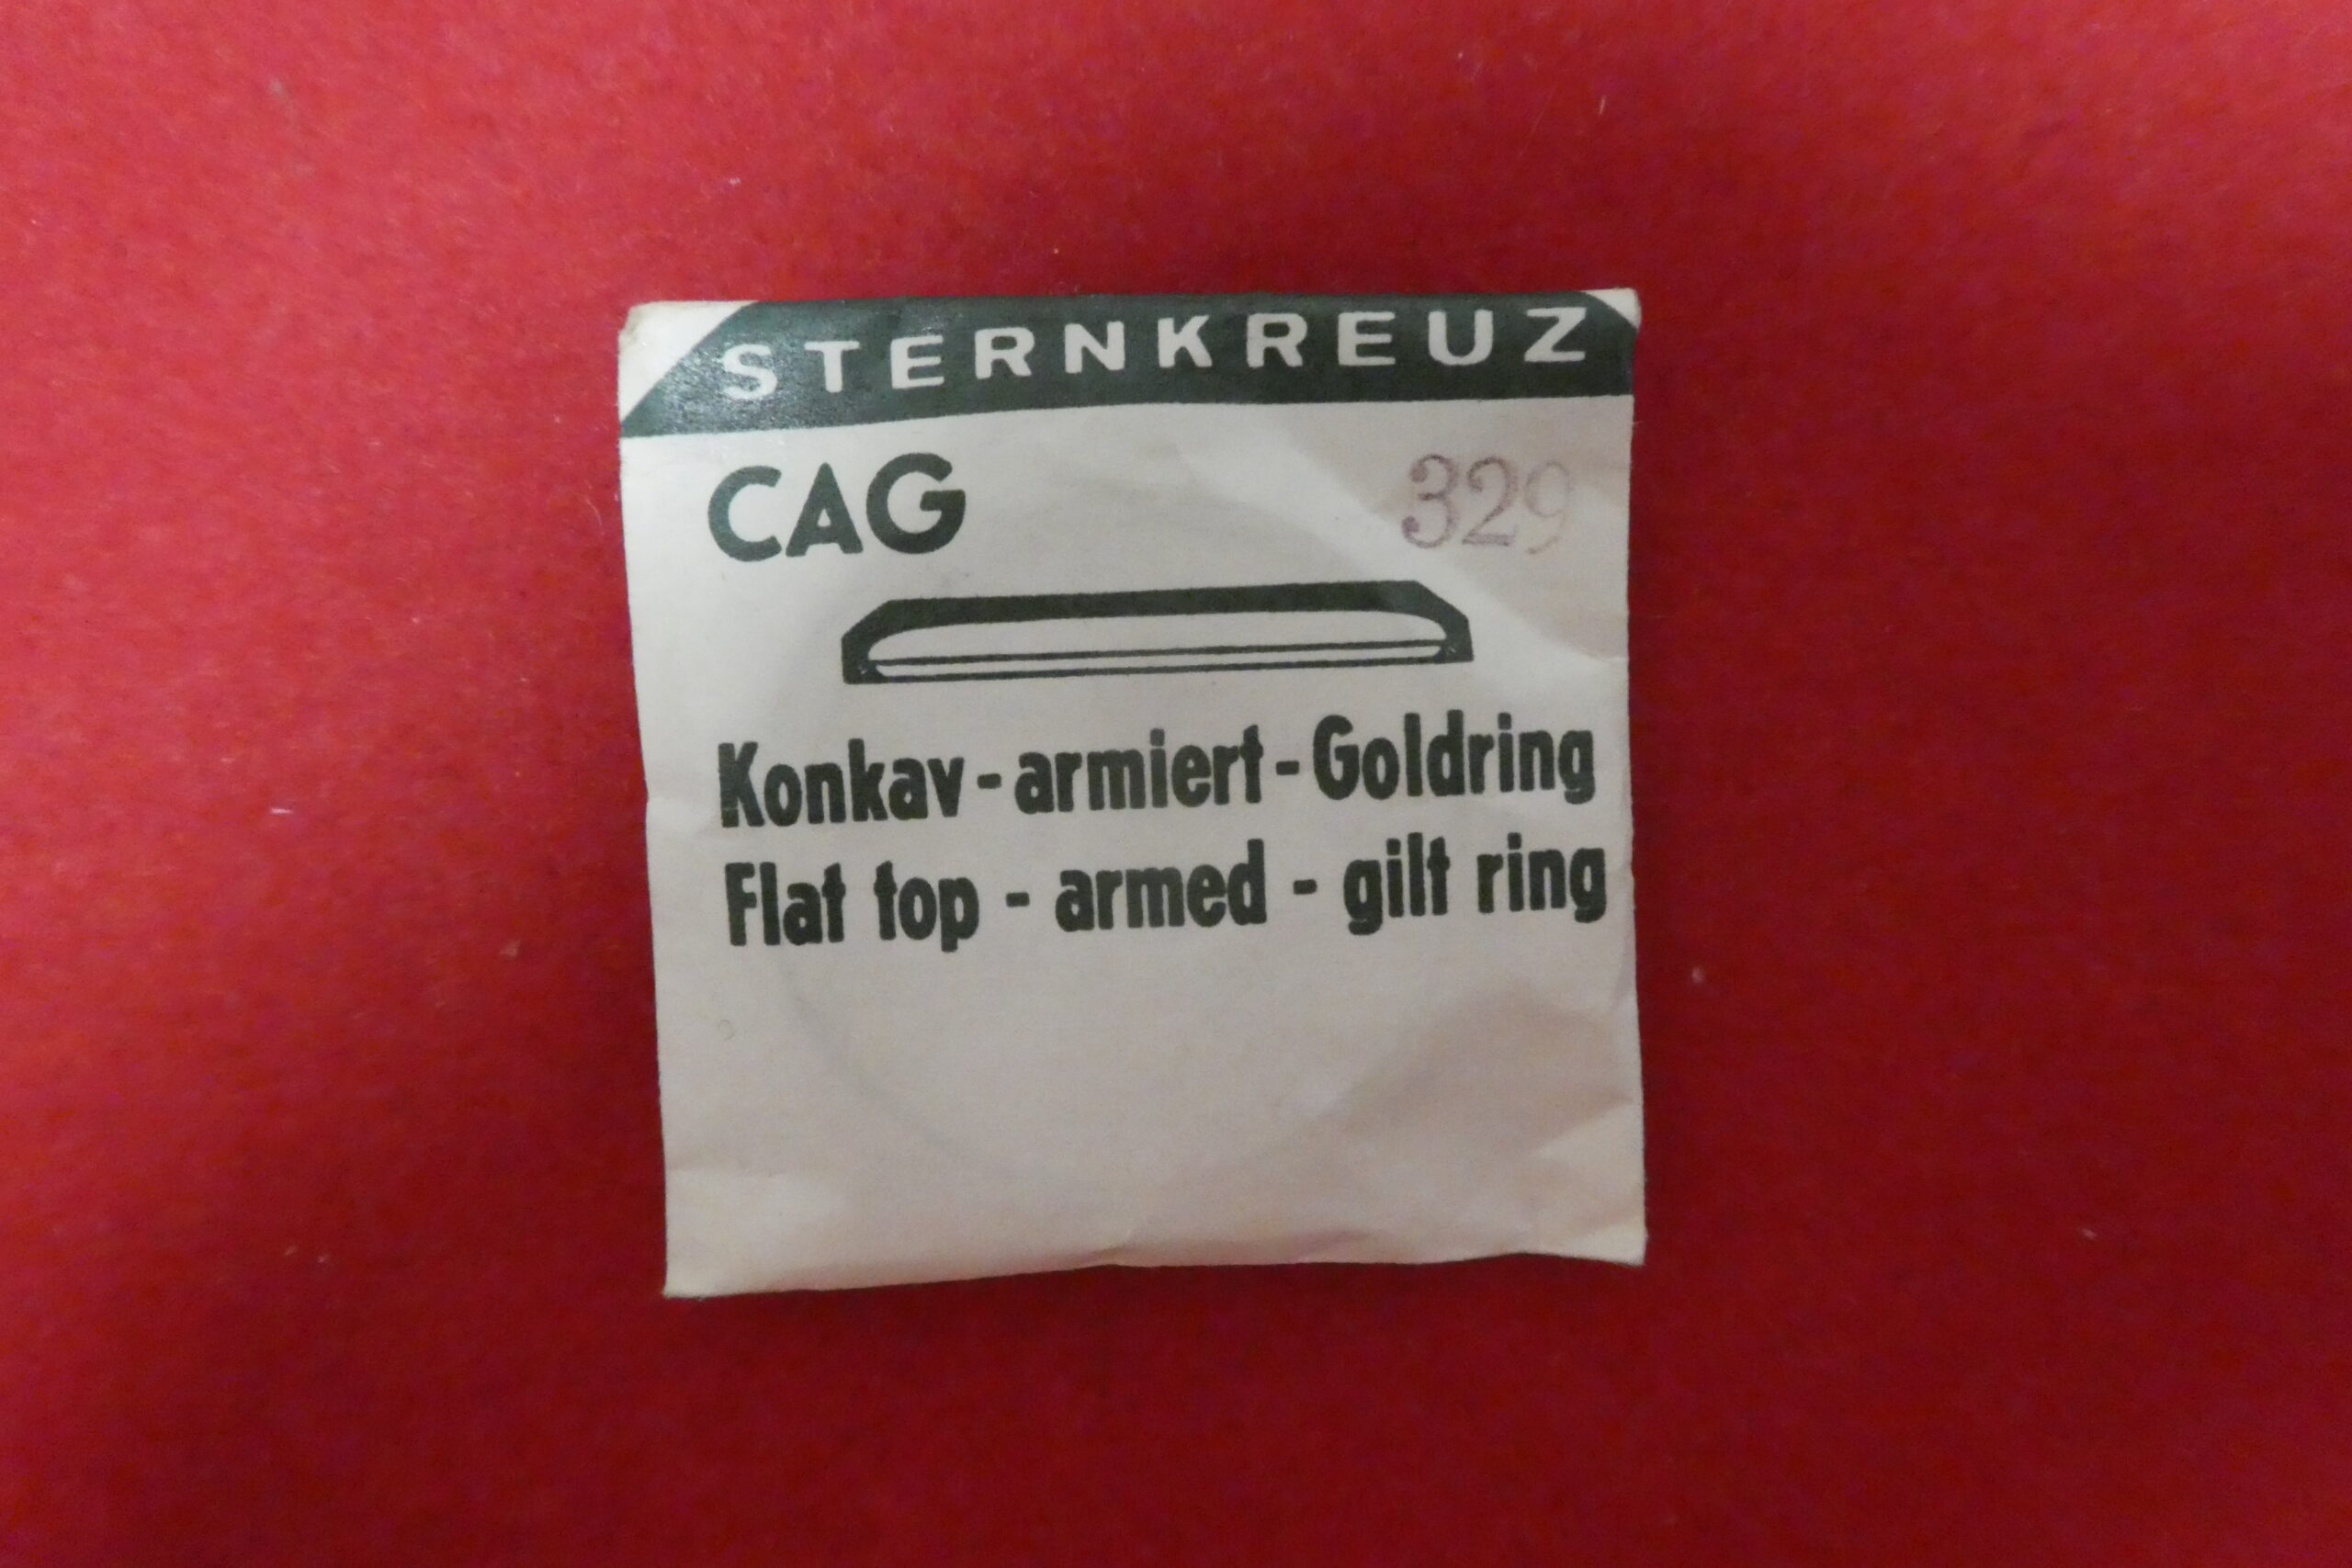 STERNKREUZ
CAG 329
Konkav-armiert-Goldring
Flat top - armed - gilt ring